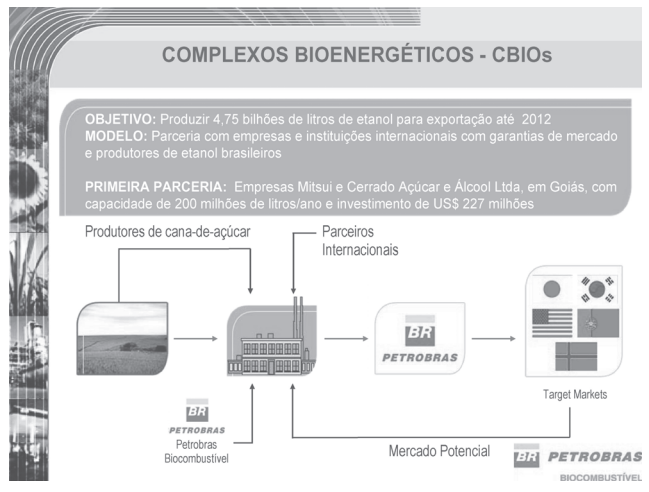 COMPLEXOS BIOENERGÉTICOS - CBIOs
OBJETIVO: Produzir 4,75 bilhões de litros de etanol para exportação até 2012
MODELO: Parceria com empresas e instituições internacionais com garantias de mercado
e produtores de etanol brasileiros
PRIMEIRA PARCERIA: Empresas Mitsui e Cerrado Açúcar e Álcool Ltda, em Goiás, com
capacidade de 200 milhões de litros/ano e investimento de US$ 227 milhões
Produtores de cana-de-açúcar
Parceiros
Internacionais
BR
PETROBRAS
Target Markets
BR
PETROBRAS
Petrobras
Biocombustível
Mercado Potencial
BR PETROBRAS
BIOCOMBUSTÍVEL